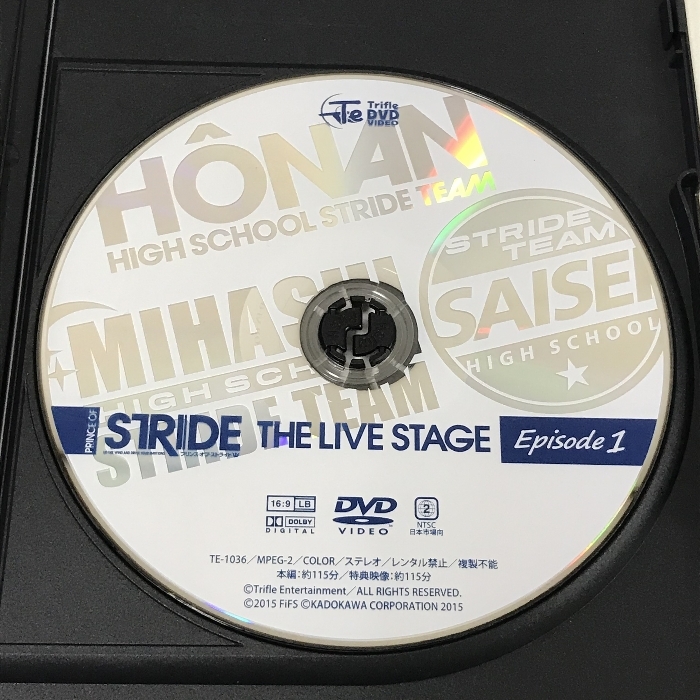 Te Trifle
DVD
VIDEO
HÔNAN
HIGH SCHOOL STRIDE TEAM
STRIDE
TEAM
SAISEI
HIGH SCHOOL
MIHASHI
HIGH SCHOOL
STRIDE TEAM
PRINCE OF
STRIDE THE LIVE STAGE Episode 1
プリンス・オブ・ストライド
16:9 LB
DOLBY
DIGITAL
DVD
VIDEO
2
NTSC
日本市場向
TE-1036／MPEG-2／COLOR／ステレオ／レンタル禁止／複製不能
本編：約115分／特典映像：約115分
©Trifle Entertainment／ALL RIGHTS RESERVED.
©2015 FiFS ©KADOKAWA CORPORATION 2015